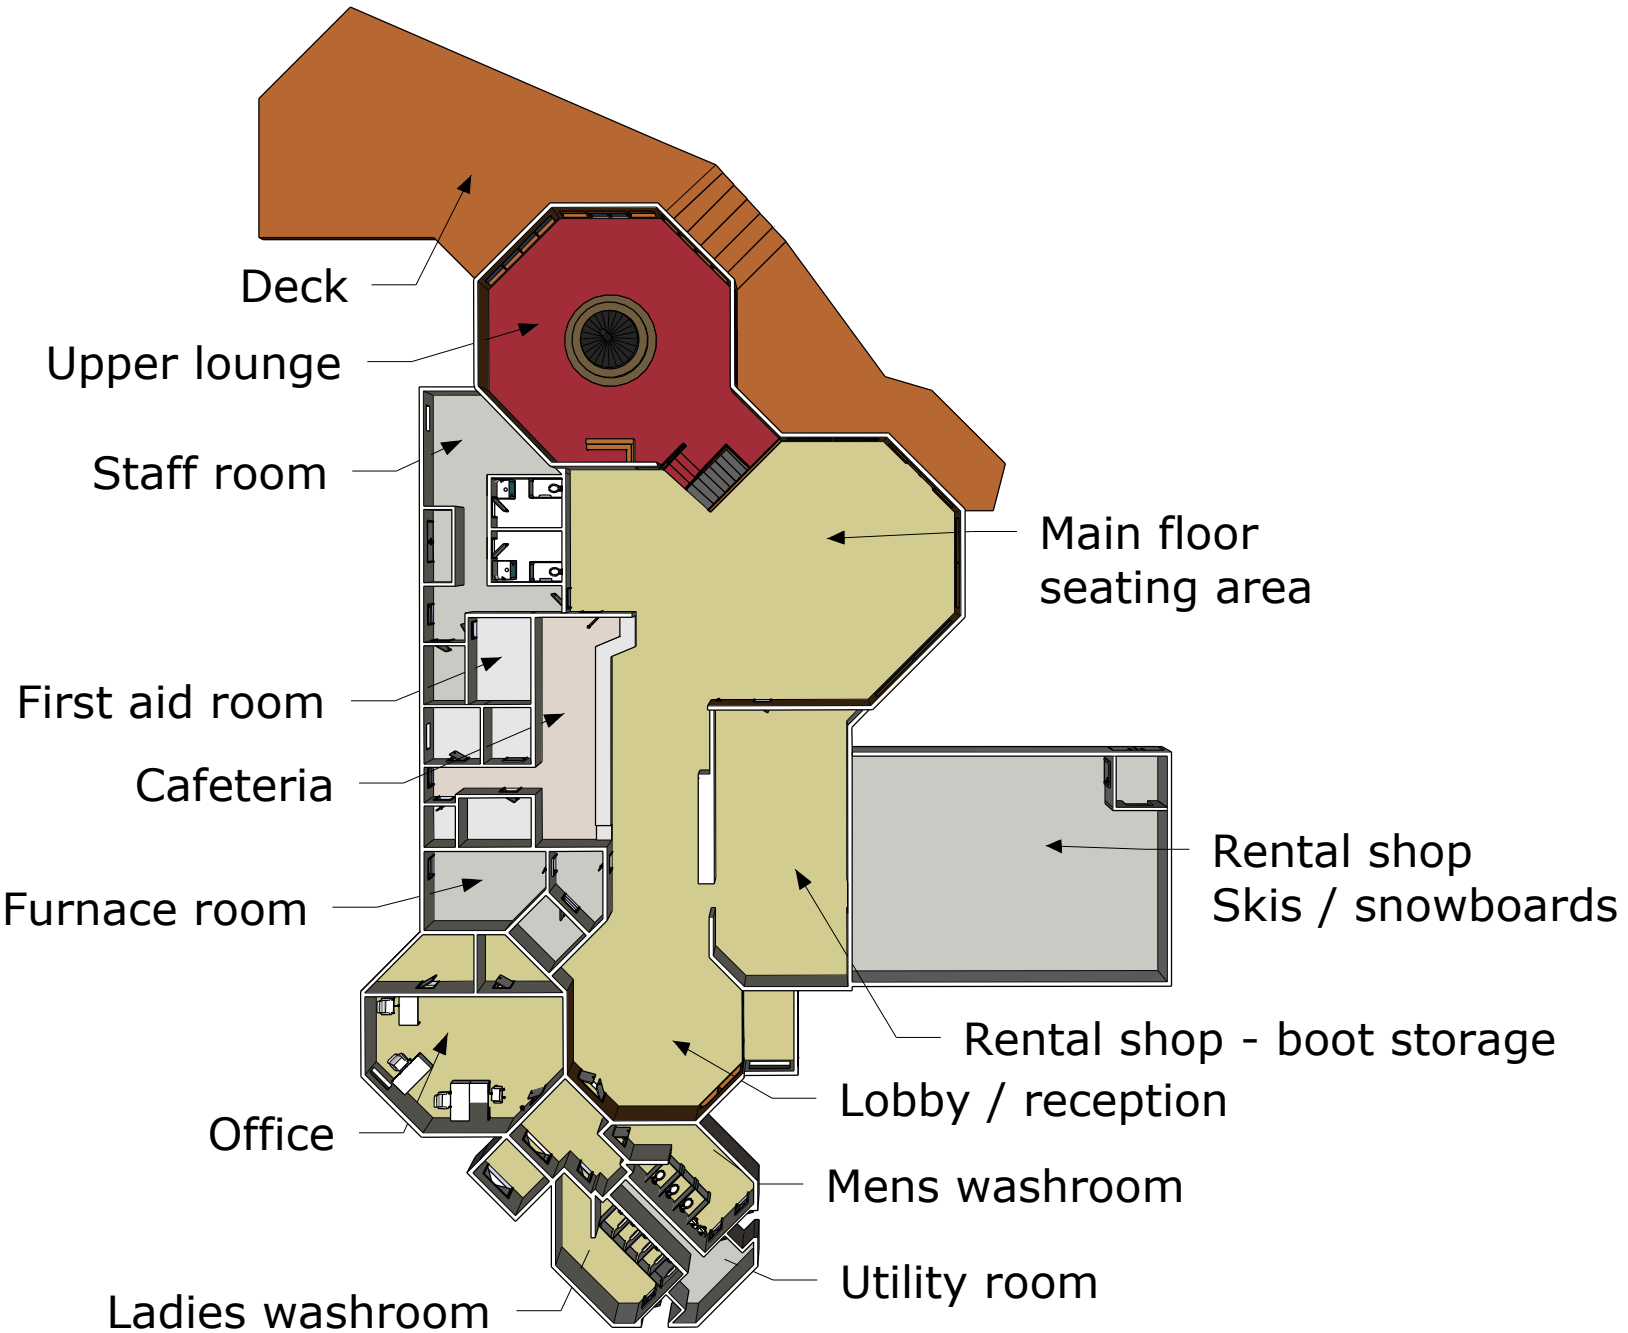 Deck
Upper lounge
Staff room
Main floor
seating area
First aid room
Cafeteria
Rental shop
Skis / snowboards
Furnace room
Rental shop - boot storage
Lobby / reception
Office
Mens washroom
Utility room
Ladies washroom